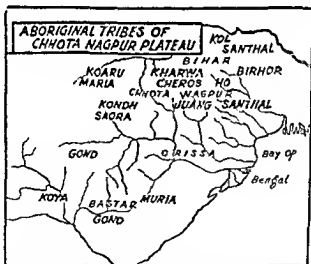 ABORIGINAL TRIBES OF
CHHOTA NAGPUR PLATEAU
KOL
SANTHAL
BIHAR
KOARU
MARIA
KHARWA
BIRHOR
CHEROS HO
CHHOTA NAGPUR
KONDH
SAORA
JUANG SANTHAL
GOND
ORISSA
Bay OF
Bengal
KOYA
BASTAR
MURIA
GOND